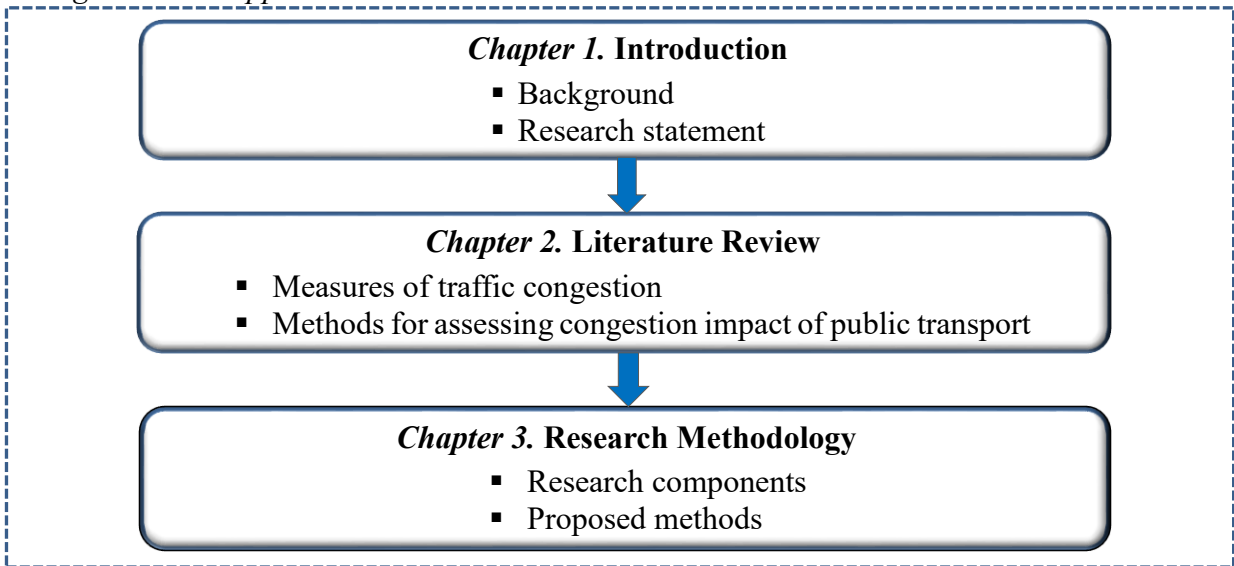 Chapter 1. Introduction
▪ Background
▪ Research statement
Chapter 2. Literature Review
▪ Measures of traffic congestion
▪ Methods for assessing congestion impact of public transport
Chapter 3. Research Methodology
▪ Research components
▪ Proposed methods